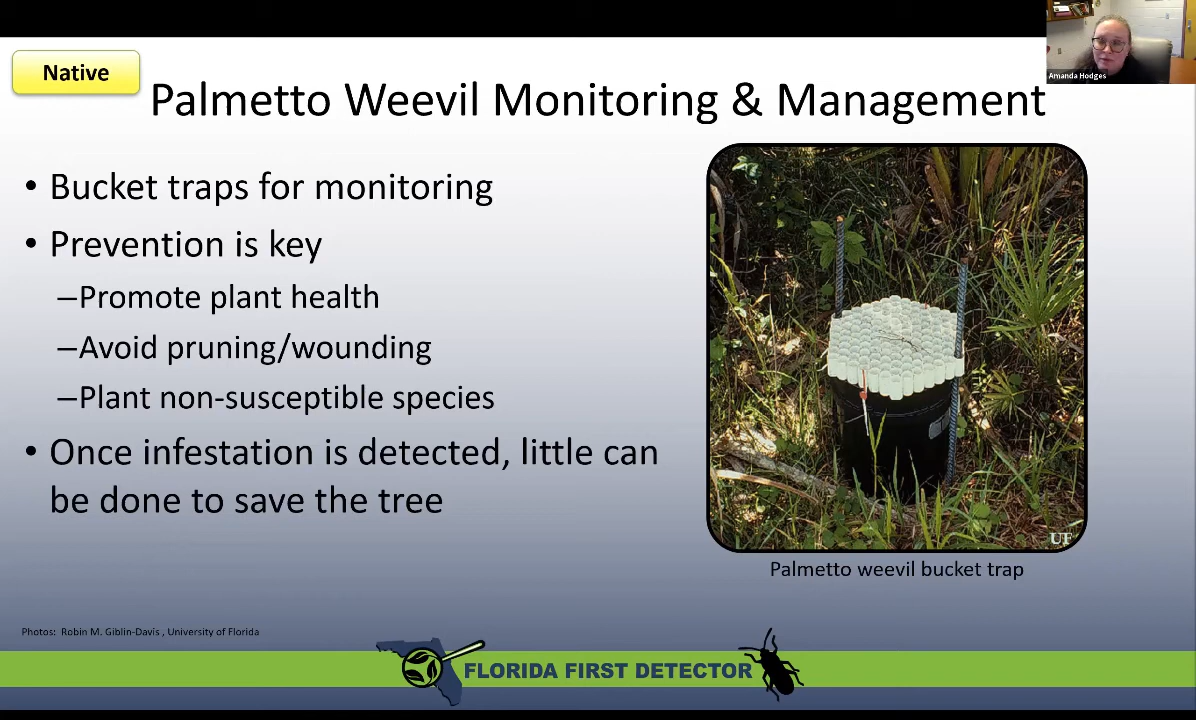 Amanda Hodges
Native
Palmetto Weevil Monitoring & Management
• Bucket traps for monitoring
• Prevention is key
–Promote plant health
–Avoid pruning/wounding
–Plant non-susceptible species
• Once infestation is detected, little can
be done to save the tree
UF
Palmetto weevil bucket trap
Photos: Robin M. Giblin-Davis , University of Florida
FLORIDA FIRST DETECTOR